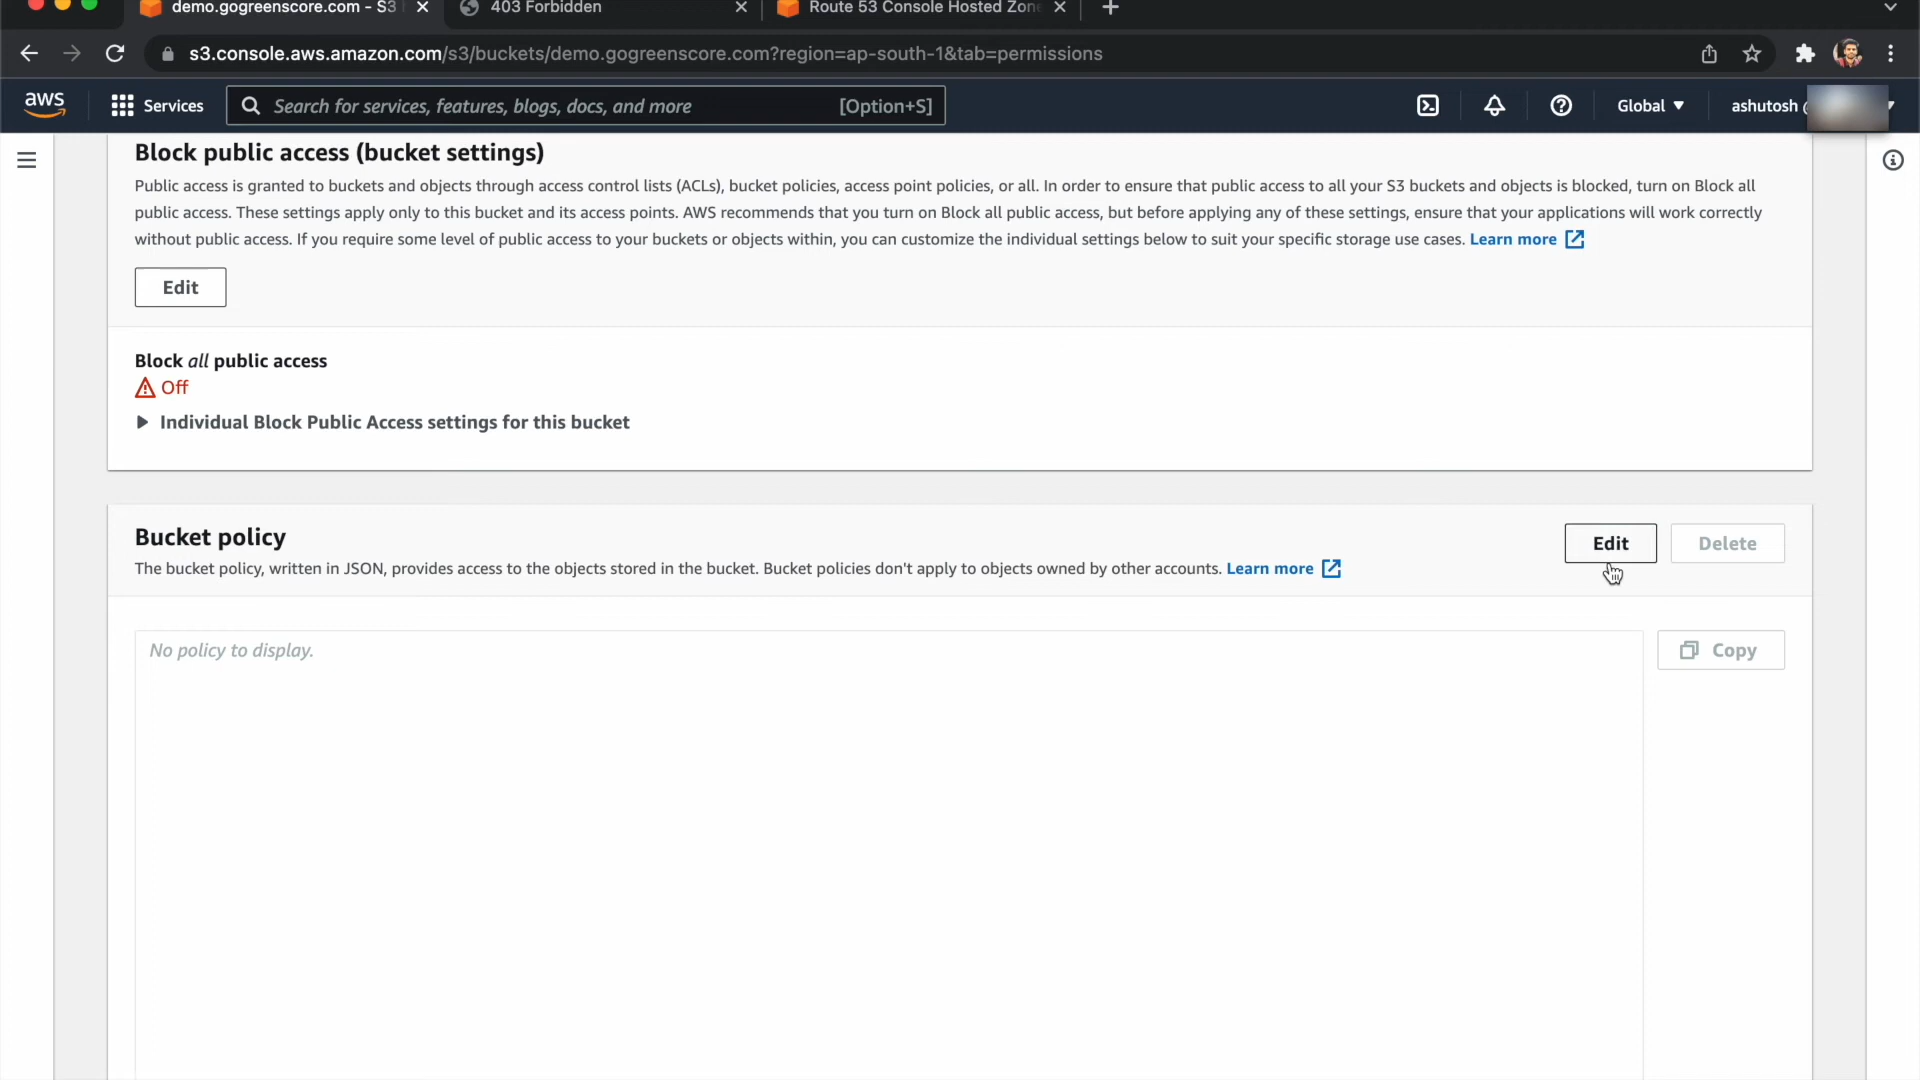 demo.gogreenscore.com - S3
403 Forbidden
Route 53 Console Hosted Zon
s3.console.aws.amazon.com/s3/buckets/demo.gogreenscore.com?region=ap-south-1&tab=permissions
aws
Services
Search for services, features, blogs, docs, and more
[Option+S]
Global
ashutosh
Block public access (bucket settings)
Public access is granted to buckets and objects through access control lists (ACLs), bucket policies, access point policies, or all. In order to ensure that public access to all your S3 buckets and objects is blocked, turn on Block all
public access. These settings apply only to this bucket and its access points. AWS recommends that you turn on Block all public access, but before applying any of these settings, ensure that your applications will work correctly
without public access. If you require some level of public access to your buckets or objects within, you can customize the individual settings below to suit your specific storage use cases. Learn more
Edit
Block all public access
Off
Individual Block Public Access settings for this bucket
Bucket policy
Edit
Delete
The bucket policy, written in JSON, provides access to the objects stored in the bucket. Bucket policies don't apply to objects owned by other accounts. Learn more
No policy to display.
Copy